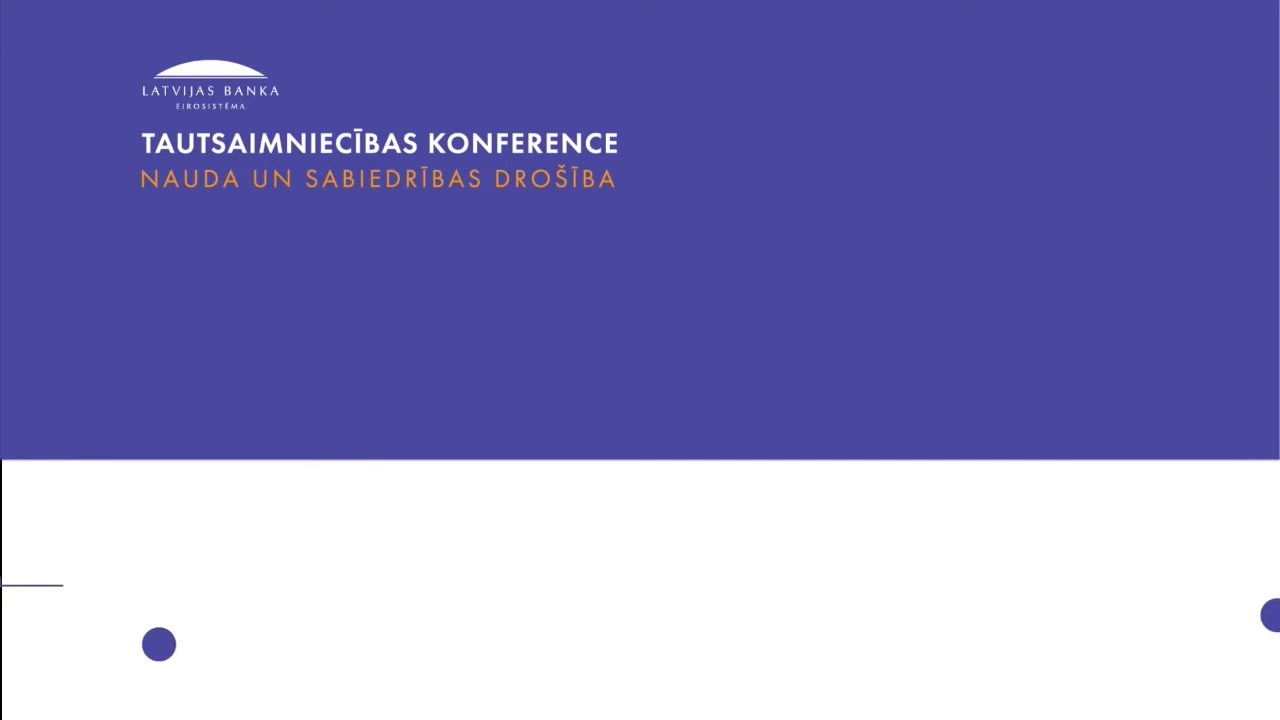 LATVIJAS BANKA
EIROSISTĒMA
TAUTSAIMNIECĪBAS KONFERENCE
NAUDA UN SABIEDRĪBAS DROŠĪBA